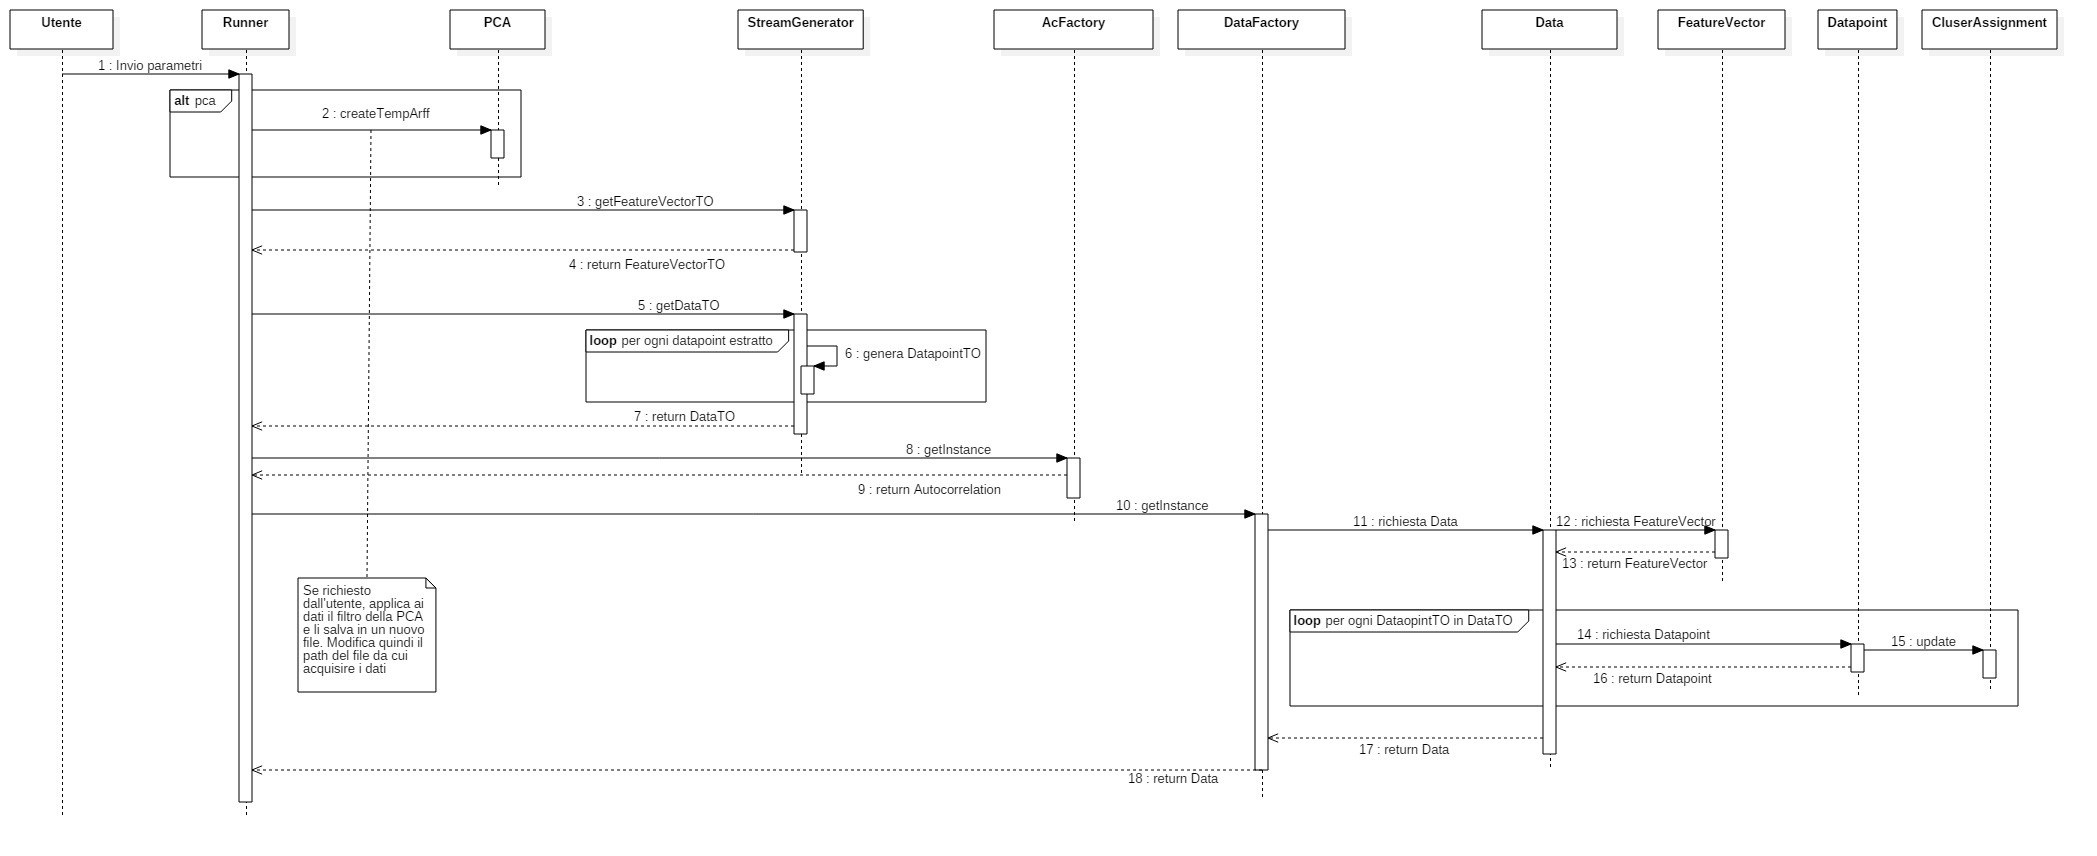 Utente
Runner
PCA
StreamGenerator
AcFactory
DataFactory
Data
FeatureVector
Datapoint
CluserAssignment
1 : Invio parametri
alt pca
2 : createTempArff
3 : getFeatureVectorTO
4 : return FeatureVectorTO
5 : getDataTO
loop per ogni datapoint estratto
6 : genera DatapointTO
7 : return DataTO
8 : getInstance
9 : return Autocorrelation
10 : getInstance
11 : richiesta Data
12 : richiesta FeatureVector
13 : return FeatureVector
Se richiesto
dall'utente, applica ai
dati il filtro della PCA
e li salva in un nuovo
file. Modifica quindi il
path del file da cui
acquisire i dati
loop per ogni DataopintTO in DataTO
14 : richiesta Datapoint
15 : update
16 : return Datapoint
17 : return Data
18 : return Data